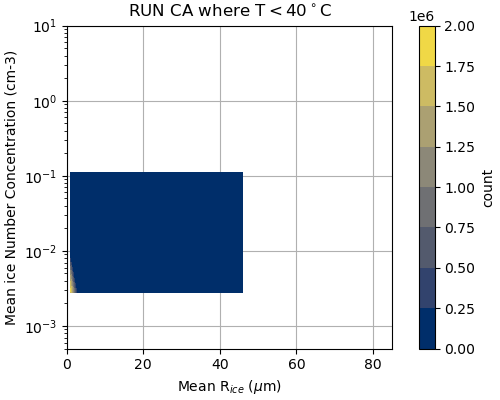 RUN CA where T < 40 °C
1e6
Mean ice Number Concentration (cm-3)
10¹
10⁰
10⁻¹
10⁻²
10⁻³
0 20 40 60 80
Mean R_ice (μm)
2.00
1.75
1.50
1.25
1.00
0.75
0.50
0.25
0.00
count